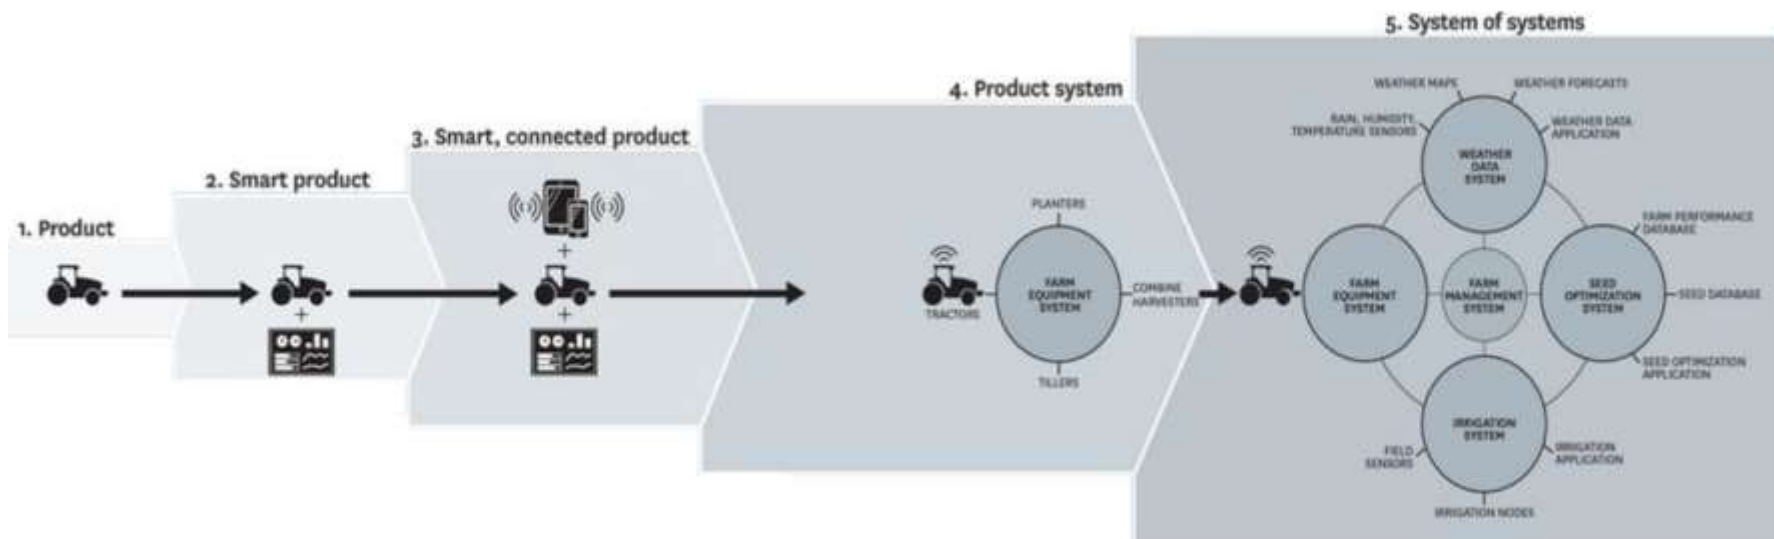 5. System of systems
4. Product system
3. Smart, connected product
2. Smart product
1. Product
+
+
+
PLANTERS
TRACTORS
FARM
EQUIPMENT
SYSTEM
COMBINE
HARVESTERS
TILLERS
WEATHER MAPS
WEATHER FORECASTS
RAIN, HUMIDITY,
TEMPERATURE SENSORS
WEATHER DATA
APPLICATION
WEATHER
DATA
SYSTEM
FARM
EQUIPMENT
SYSTEM
FARM
MANAGEMENT
SYSTEM
SEED
OPTIMIZATION
SYSTEM
FARM PERFORMANCE
DATABASE
SEED DATABASE
SEED OPTIMIZATION
APPLICATION
IRRIGATION
SYSTEM
FIELD
SENSORS
IRRIGATION
APPLICATION
IRRIGATION NODES